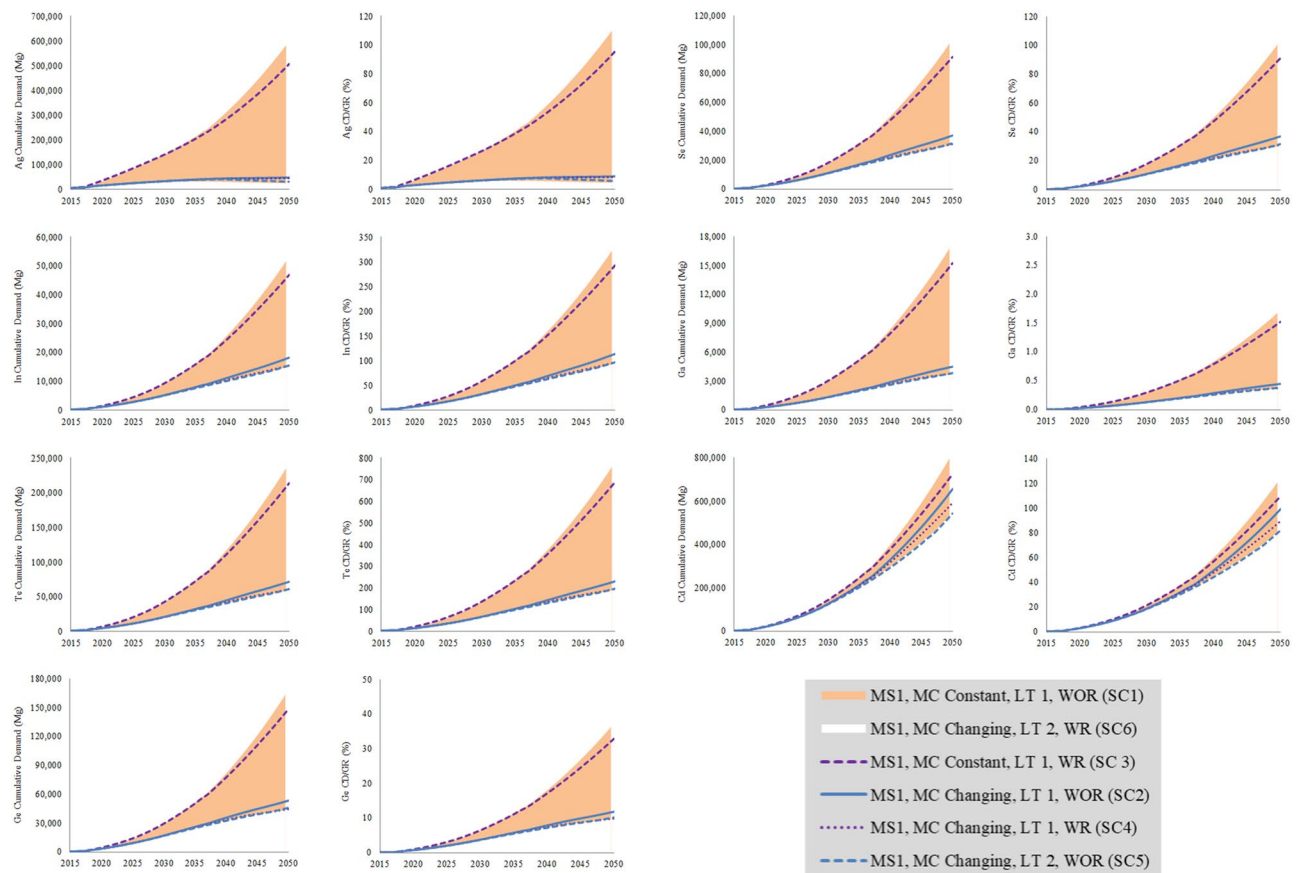 Ag Cumulative Demand (Mg)
700,000
600,000
500,000
400,000
300,000
200,000
100,000
0
2015 2020 2025 2030 2035 2040 2045 2050
Ag CD/GR (%)
120
100
80
60
40
20
0
2015 2020 2025 2030 2035 2040 2045 2050
Se Cumulative Demand (Mg)
120,000
100,000
80,000
60,000
40,000
20,000
0
2015 2020 2025 2030 2035 2040 2045 2050
Se CD/GR (%)
120
100
80
60
40
20
0
2015 2020 2025 2030 2035 2040 2045 2050
In Cumulative Demand (Mg)
60,000
50,000
40,000
30,000
20,000
10,000
0
2015 2020 2025 2030 2035 2040 2045 2050
In CD/GR (%)
350
300
250
200
150
100
50
0
2015 2020 2025 2030 2035 2040 2045 2050
Ga Cumulative Demand (Mg)
18,000
15,000
12,000
9,000
6,000
3,000
0
2015 2020 2025 2030 2035 2040 2045 2050
Ga CD/GR (%)
3.0
2.5
2.0
1.5
1.0
0.5
0.0
2015 2020 2025 2030 2035 2040 2045 2050
Te Cumulative Demand (Mg)
250,000
200,000
150,000
100,000
50,000
0
2015 2020 2025 2030 2035 2040 2045 2050
Te CD/GR (%)
800
700
600
500
400
300
200
100
0
2015 2020 2025 2030 2035 2040 2045 2050
Cd Cumulative Demand (Mg)
800,000
600,000
400,000
200,000
0
2015 2020 2025 2030 2035 2040 2045 2050
Cd CD/GR (%)
140
120
100
80
60
40
20
0
2015 2020 2025 2030 2035 2040 2045 2050
Ge Cumulative Demand (Mg)
180,000
150,000
120,000
90,000
60,000
30,000
0
2015 2020 2025 2030 2035 2040 2045 2050
Ge CD/GR (%)
50
40
30
20
10
0
2015 2020 2025 2030 2035 2040 2045 2050
MS1, MC Constant, LT 1, WOR (SC1)
MS1, MC Changing, LT 2, WR (SC6)
MS1, MC Constant, LT 1, WR (SC 3)
MS1, MC Changing, LT 1, WOR (SC2)
MS1, MC Changing, LT 1, WR (SC4)
MS1, MC Changing, LT 2, WOR (SC5)